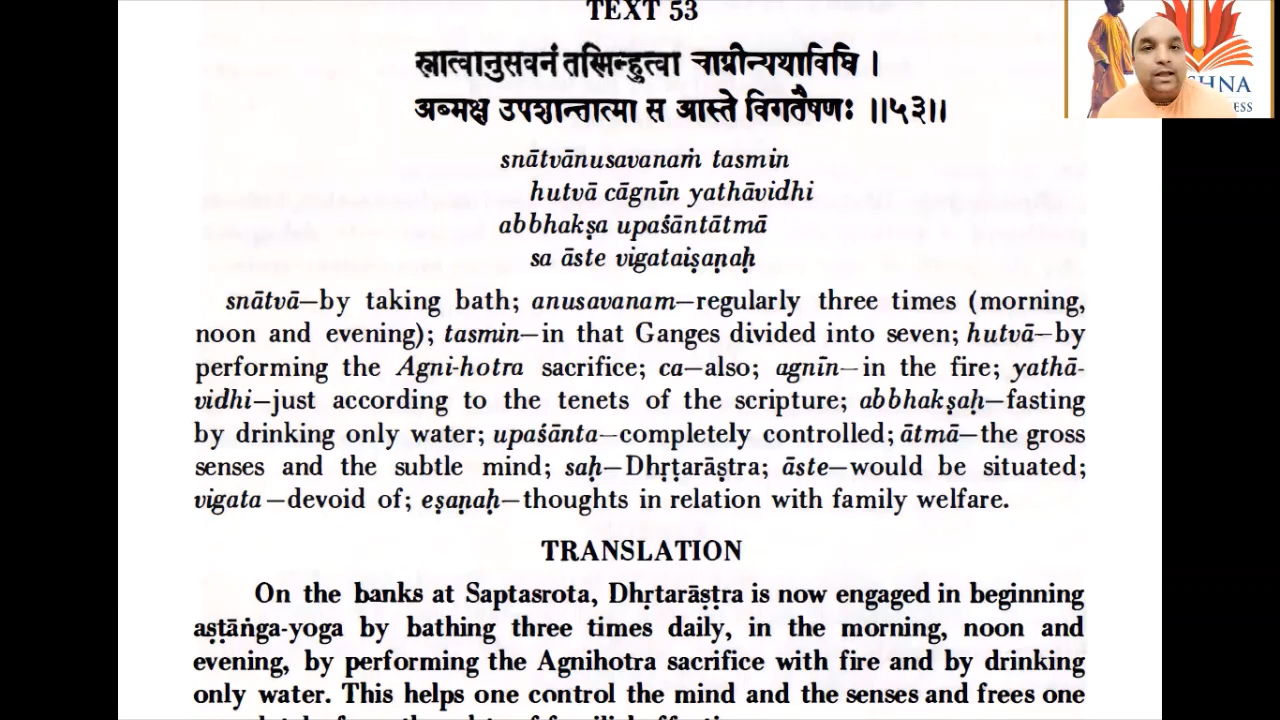 TEXT 53
स्नात्वानुसवनं तस्मिन्हुत्वा चाग्नीन्यथाविधि ।
अब्भक्ष उपशान्तात्मा स आस्ते विगतैषणः ॥५३॥
snātvānusavanaṁ tasmin
hutvā cāgnīn yathāvidhi
abbhakṣa upaśāntātmā
sa āste vigataiṣaṇaḥ
snātvā—by taking bath; anusavanam—regularly three times (morning,
noon and evening); tasmin—in that Ganges divided into seven; hutvā—by
performing the Agni-hotra sacrifice; ca—also; agnīn—in the fire; yathā-
vidhi—just according to the tenets of the scripture; abbhakṣaḥ—fasting
by drinking only water; upaśānta—completely controlled; ātmā—the gross
senses and the subtle mind; saḥ—Dhṛtarāṣṭra; āste—would be situated;
vigata—devoid of; eṣaṇaḥ—thoughts in relation with family welfare.
TRANSLATION
On the banks at Saptasrota, Dhṛtarāṣṭra is now engaged in beginning
aṣṭāṅga-yoga by bathing three times daily, in the morning, noon and
evening, by performing the Agnihotra sacrifice with fire and by drinking
only water. This helps one control the mind and the senses and frees one